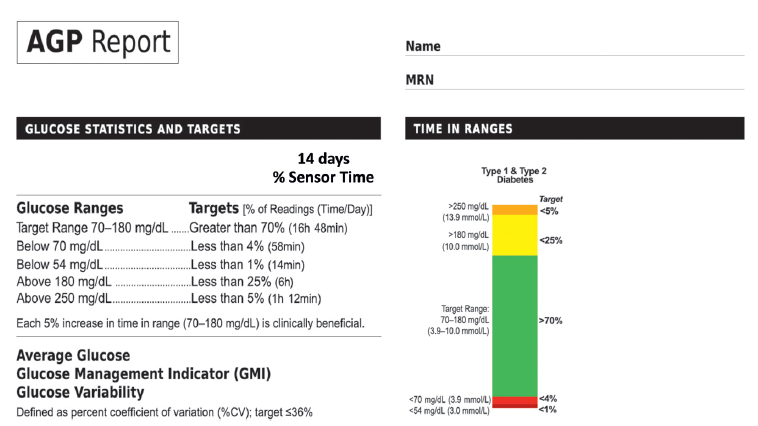 AGP Report
Name
MRN
GLUCOSE STATISTICS AND TARGETS
14 days
% Sensor Time
Glucose Ranges Targets [% of Readings (Time/Day)]
Target Range 70–180 mg/dL ......Greater than 70% (16h 48min)
Below 70 mg/dL............................Less than 4% (58min)
Below 54 mg/dL............................Less than 1% (14min)
Above 180 mg/dL..........................Less than 25% (6h)
Above 250 mg/dL..........................Less than 5% (1h 12min)
Each 5% increase in time in range (70–180 mg/dL) is clinically beneficial.
Average Glucose
Glucose Management Indicator (GMI)
Glucose Variability
Defined as percent coefficient of variation (%CV); target ≤36%
TIME IN RANGES
Type 1 & Type 2
Diabetes
Target
>250 mg/dL <5%
(13.9 mmol/L)
>180 mg/dL <25%
(10.0 mmol/L)
Target Range:
70–180 mg/dL >70%
(3.9–10.0 mmol/L)
<70 mg/dL (3.9 mmol/L) <4%
<54 mg/dL (3.0 mmol/L) <1%